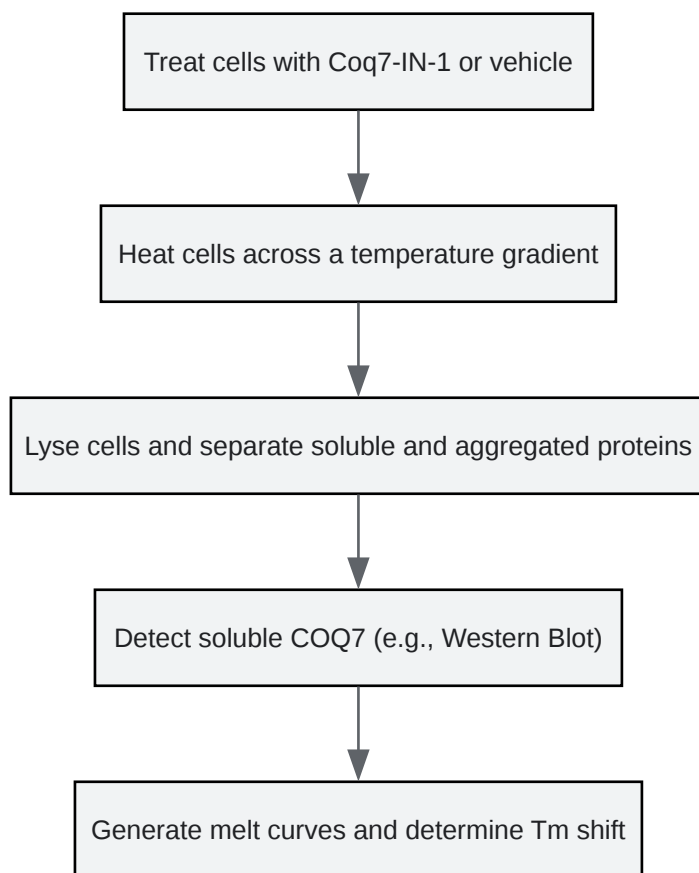 Treat cells with Coq7-IN-1 or vehicle
Heat cells across a temperature gradient
Lyse cells and separate soluble and aggregated proteins
Detect soluble COQ7 (e.g., Western Blot)
Generate melt curves and determine Tm shift